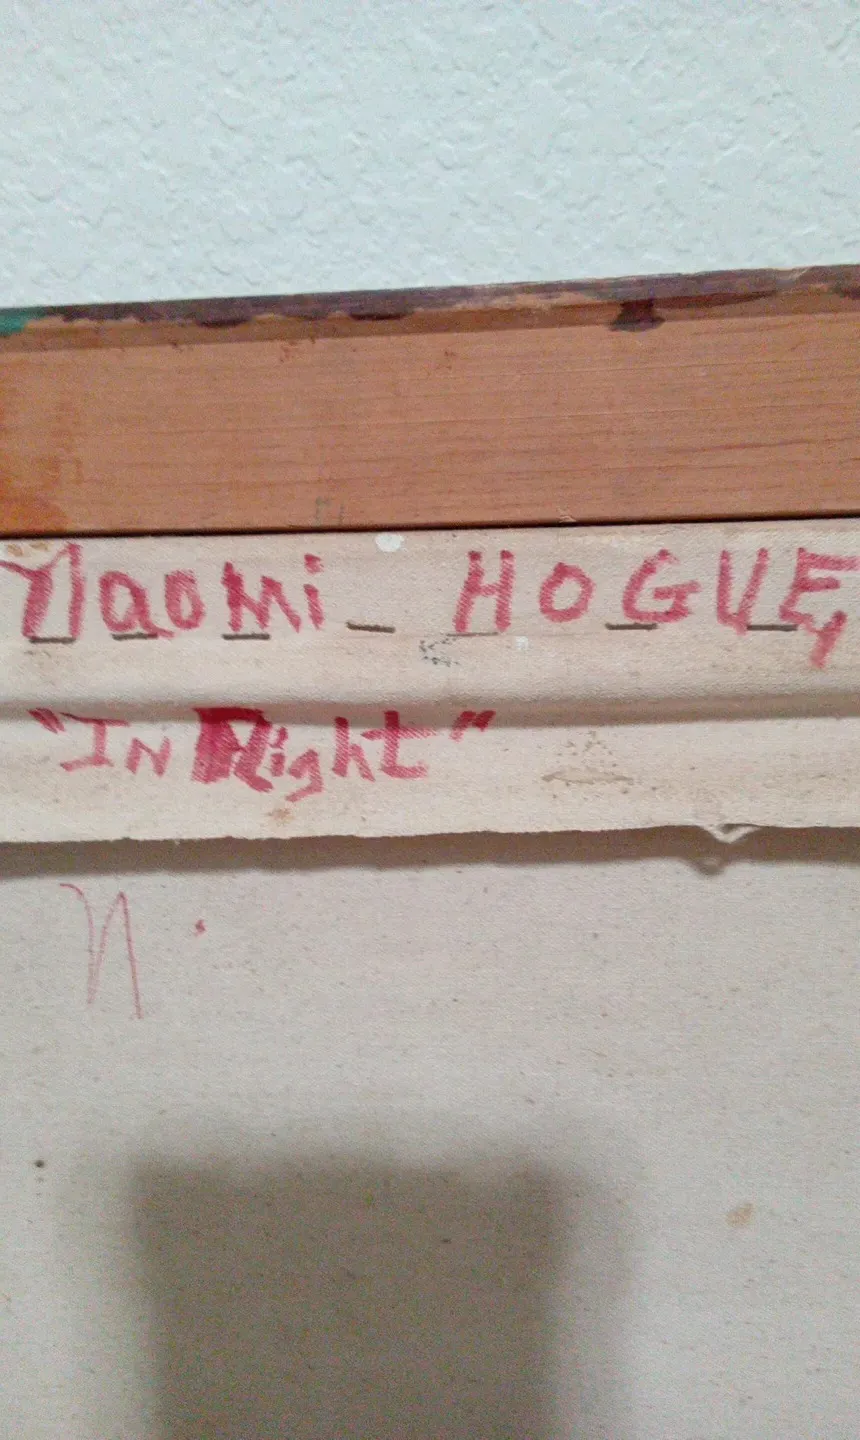 Naomi - HOGUE,
"IN Flight"
N.